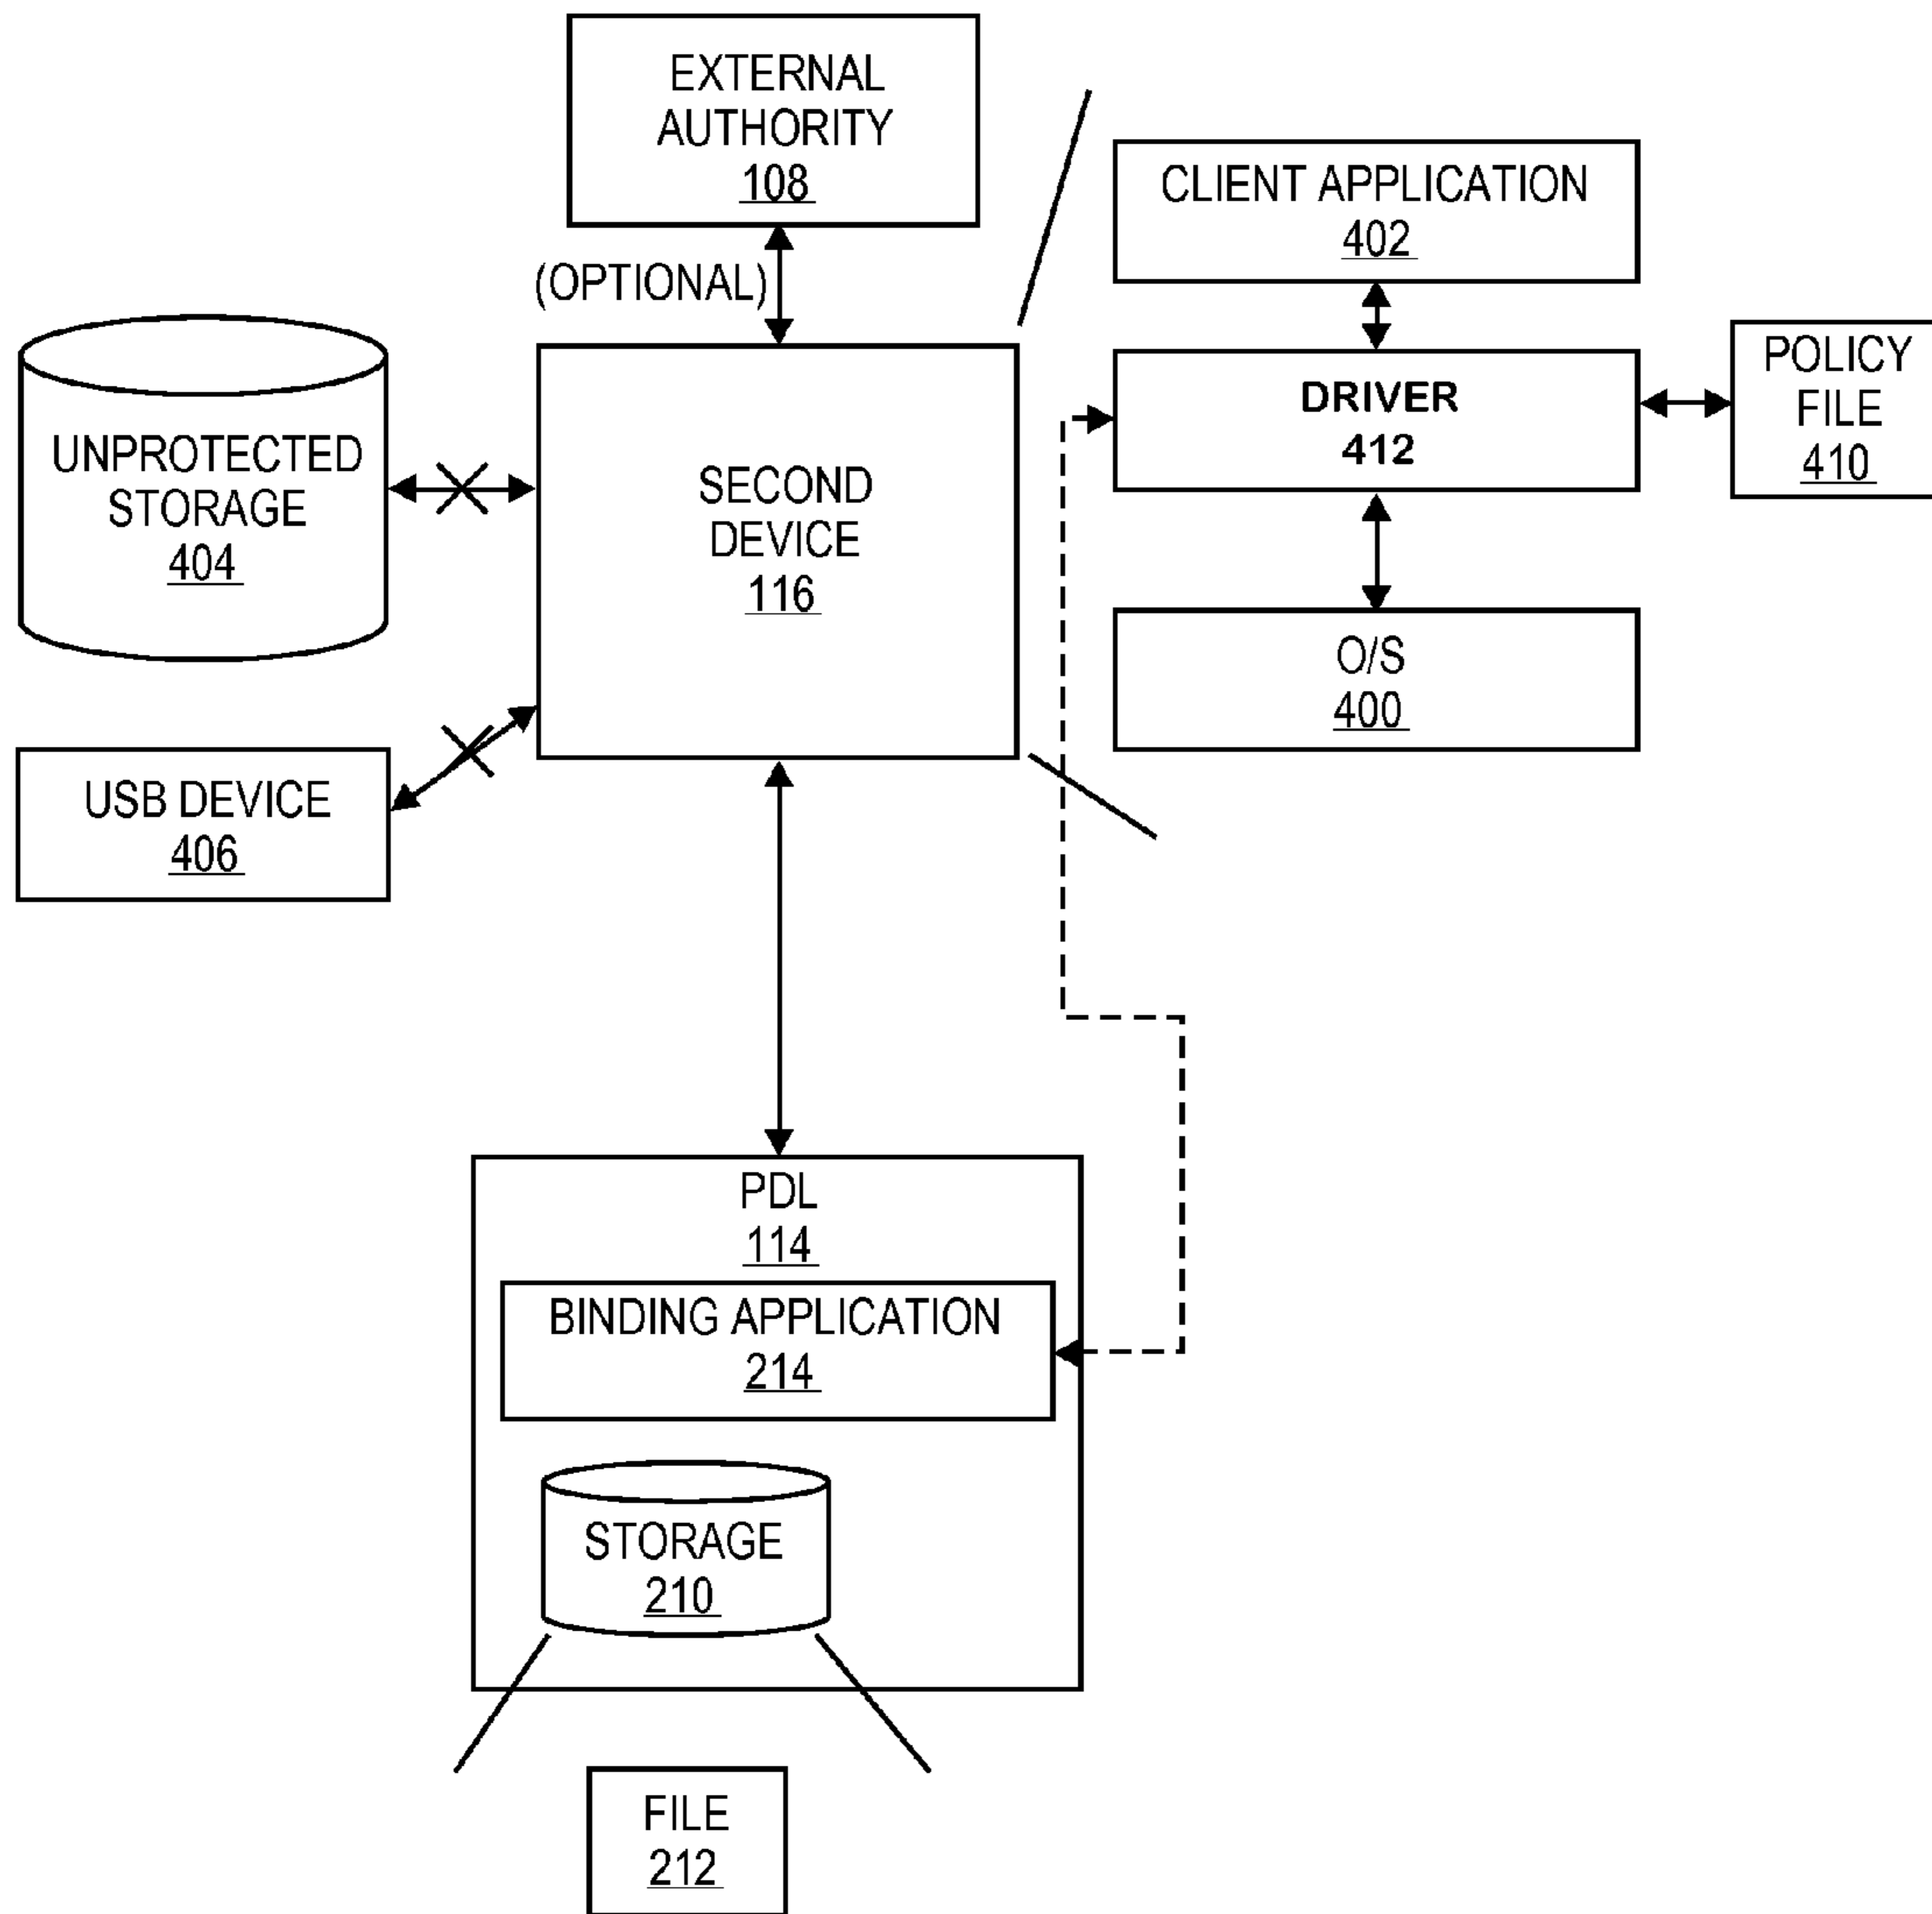 EXTERNAL
AUTHORITY
108
(OPTIONAL)
CLIENT APPLICATION
402
UNPROTECTED
STORAGE
404
SECOND
DEVICE
116
DRIVER
412
POLICY
FILE
410
O/S
400
USB DEVICE
406
PDL
114
BINDING APPLICATION
214
STORAGE
210
FILE
212